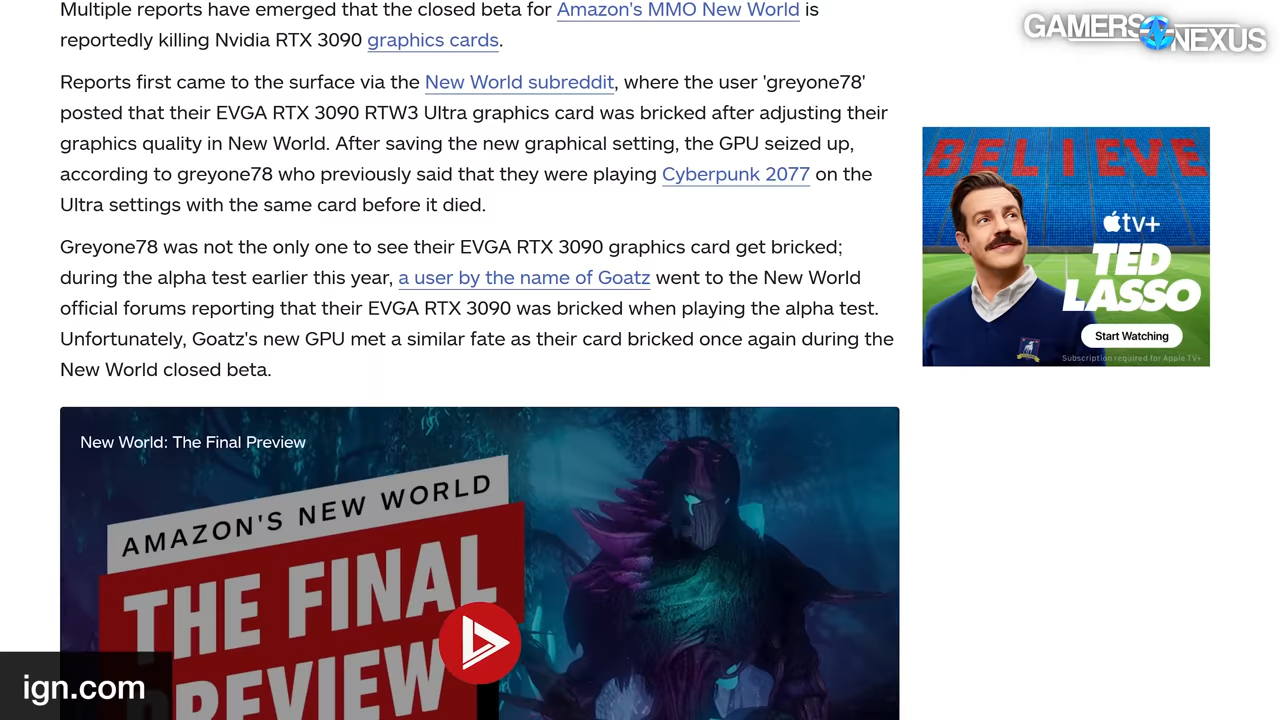 Multiple reports have emerged that the closed beta for Amazon's MMO New World is
reportedly killing Nvidia RTX 3090 graphics cards.
Reports first came to the surface via the New World subreddit, where the user 'greyone78'
posted that their EVGA RTX 3090 RTW3 Ultra graphics card was bricked after adjusting their
graphics quality in New World. After saving the new graphical setting, the GPU seized up,
according to greyone78 who previously said that they were playing Cyberpunk 2077 on the
Ultra settings with the same card before it died.
Greyone78 was not the only one to see their EVGA RTX 3090 graphics card get bricked;
during the alpha test earlier this year, a user by the name of Goatz went to the New World
official forums reporting that their EVGA RTX 3090 was bricked when playing the alpha test.
Unfortunately, Goatz's new GPU met a similar fate as their card bricked once again during the
New World closed beta.
New World: The Final Preview
AMAZON'S NEW WORLD
THE FINAL
PREVIEW
ign.com
GAMERS NEXUS
BELIEVE
tv+
TED
LASSO
Start Watching
Subscription required for Apple TV+